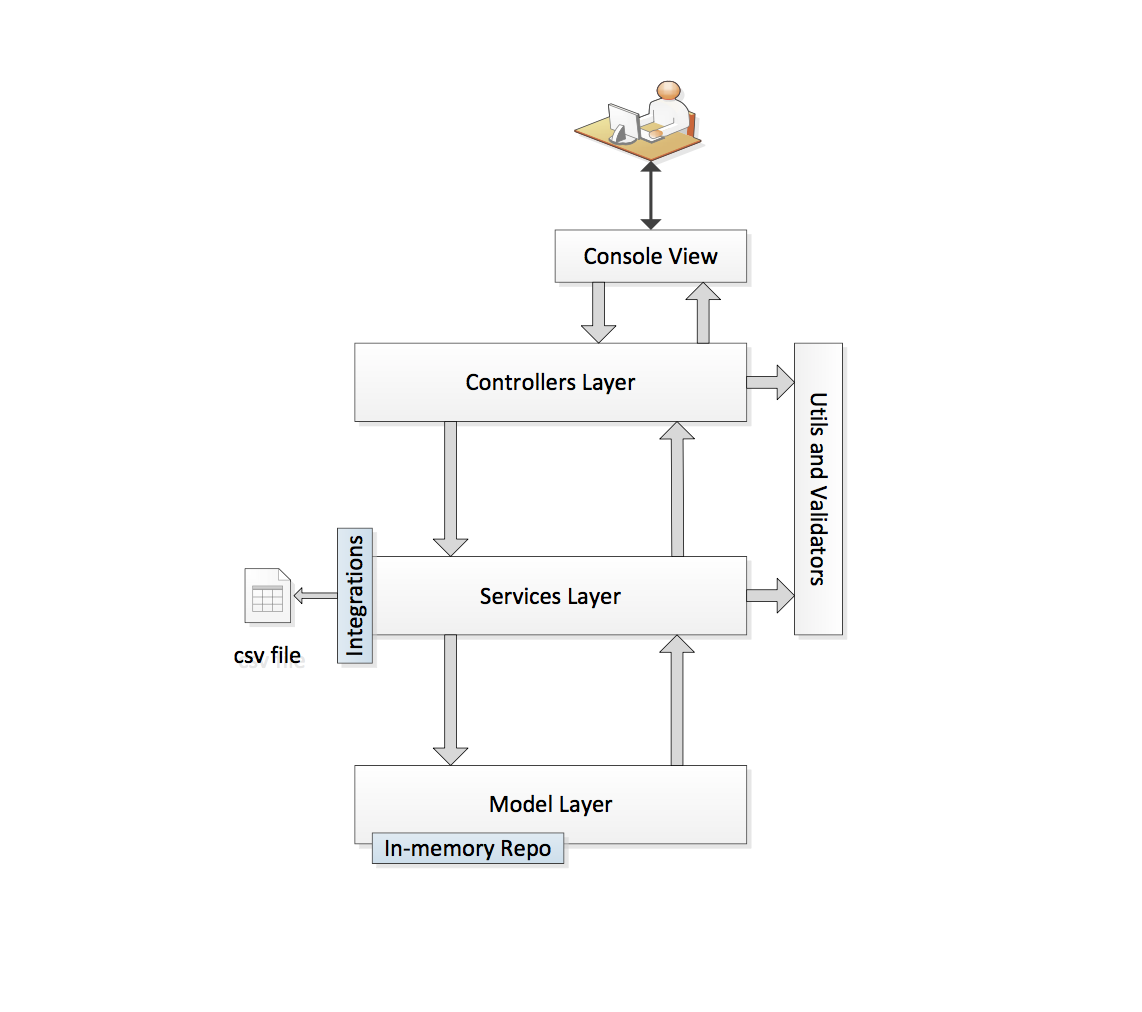 Console View
Controllers Layer
Utils and Validators
Integrations
Services Layer
csv file
Model Layer
In-memory Repo